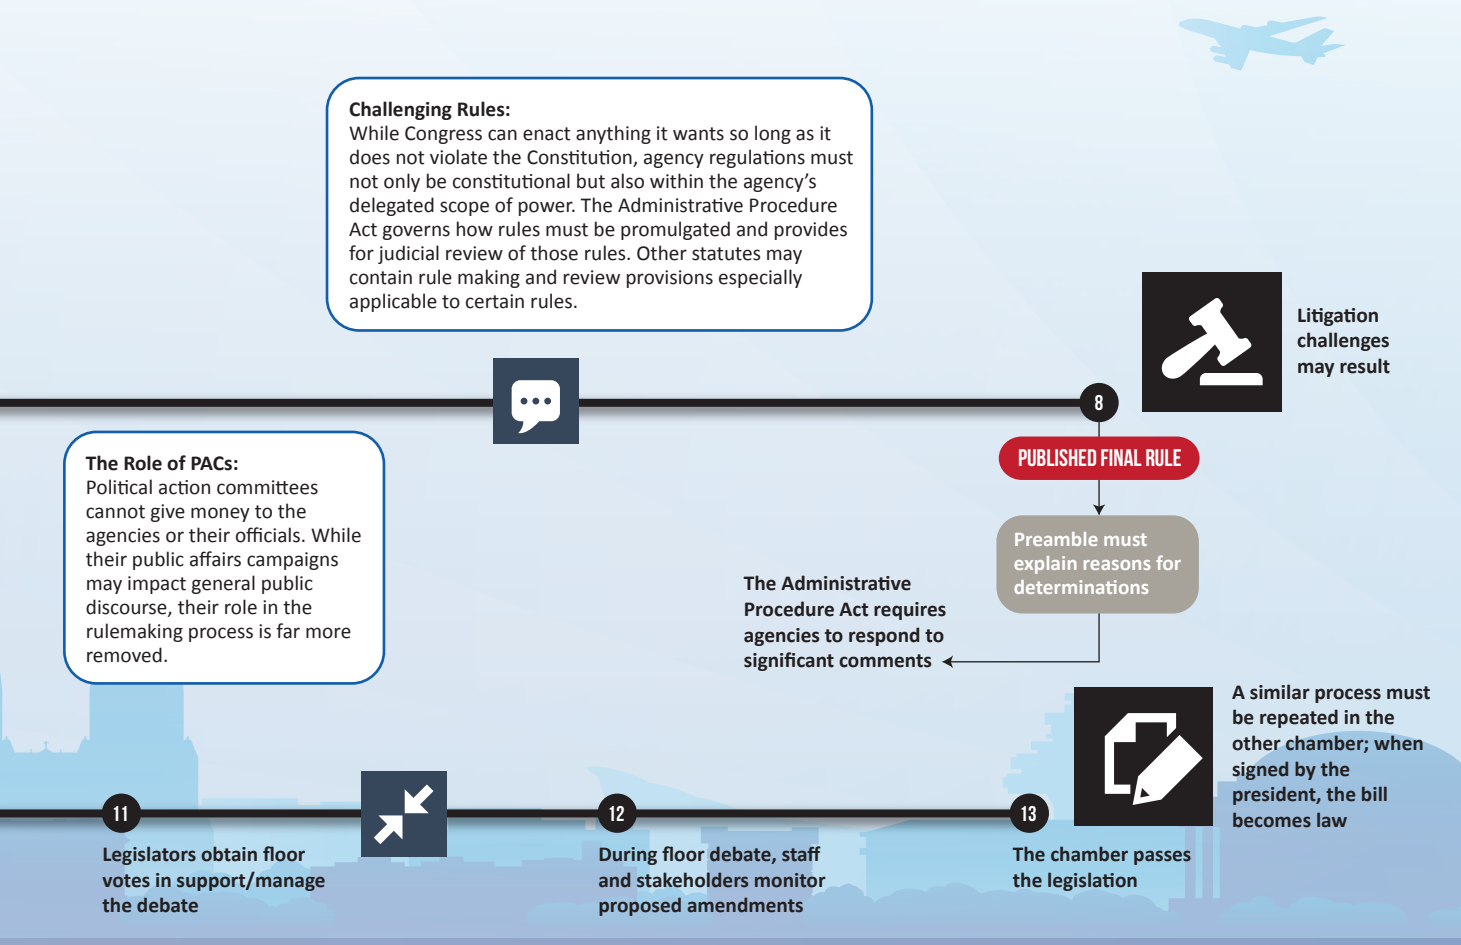 Challenging Rules:
While Congress can enact anything it wants so long as it
does not violate the Constitution, agency regulations must
not only be constitutional but also within the agency’s
delegated scope of power. The Administrative Procedure
Act governs how rules must be promulgated and provides
for judicial review of those rules. Other statutes may
contain rule making and review provisions especially
applicable to certain rules.
Litigation
challenges
may result
8
PUBLISHED FINAL RULE
Preamble must
explain reasons for
determinations
The Role of PACs:
Political action committees
cannot give money to the
agencies or their officials. While
their public affairs campaigns
may impact general public
discourse, their role in the
rulemaking process is far more
removed.
The Administrative
Procedure Act requires
agencies to respond to
significant comments
A similar process must
be repeated in the
other chamber; when
signed by the
president, the bill
becomes law
11
Legislators obtain floor
votes in support/manage
the debate
12
During floor debate, staff
and stakeholders monitor
proposed amendments
13
The chamber passes
the legislation